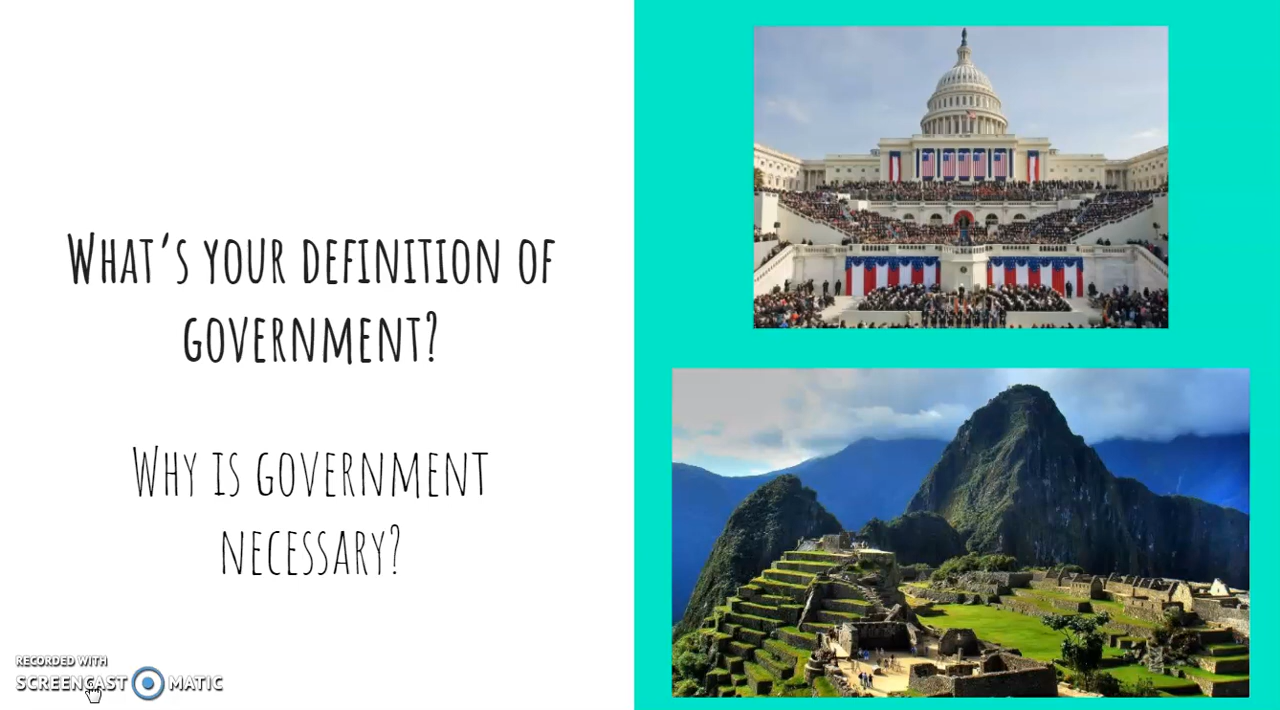 What's your definition of
government?
Why is government
necessary?
RECORDED WITH
SCREENCAST MATIC